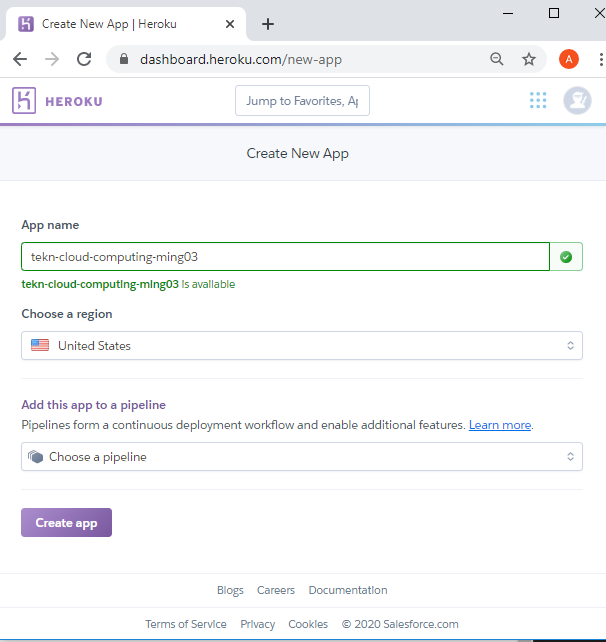 Create New App | Heroku
dashboard.heroku.com/new-app
A
HEROKU
Jump to Favorites, Ap
Create New App
App name
tekn-cloud-computing-ming03
tekn-cloud-computing-ming03 is available
Choose a region
United States
Add this app to a pipeline
Pipelines form a continuous deployment workflow and enable additional features. Learn more.
Choose a pipeline
Create app
Blogs Careers Documentation
Terms of Service Privacy Cookies © 2020 Salesforce.com